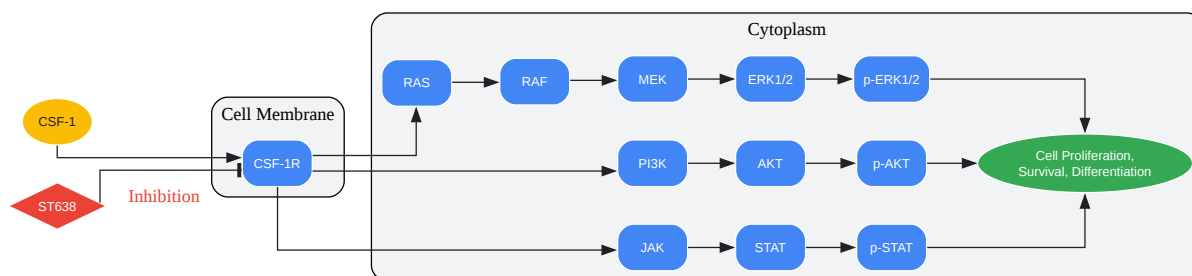 Cytoplasm
RAS
RAF
MEK
ERK1/2
p-ERK1/2
Cell Membrane
CSF-1
CSF-1R
PI3K
AKT
p-AKT
Cell Proliferation,
Survival, Differentiation
ST638
Inhibition
JAK
STAT
p-STAT